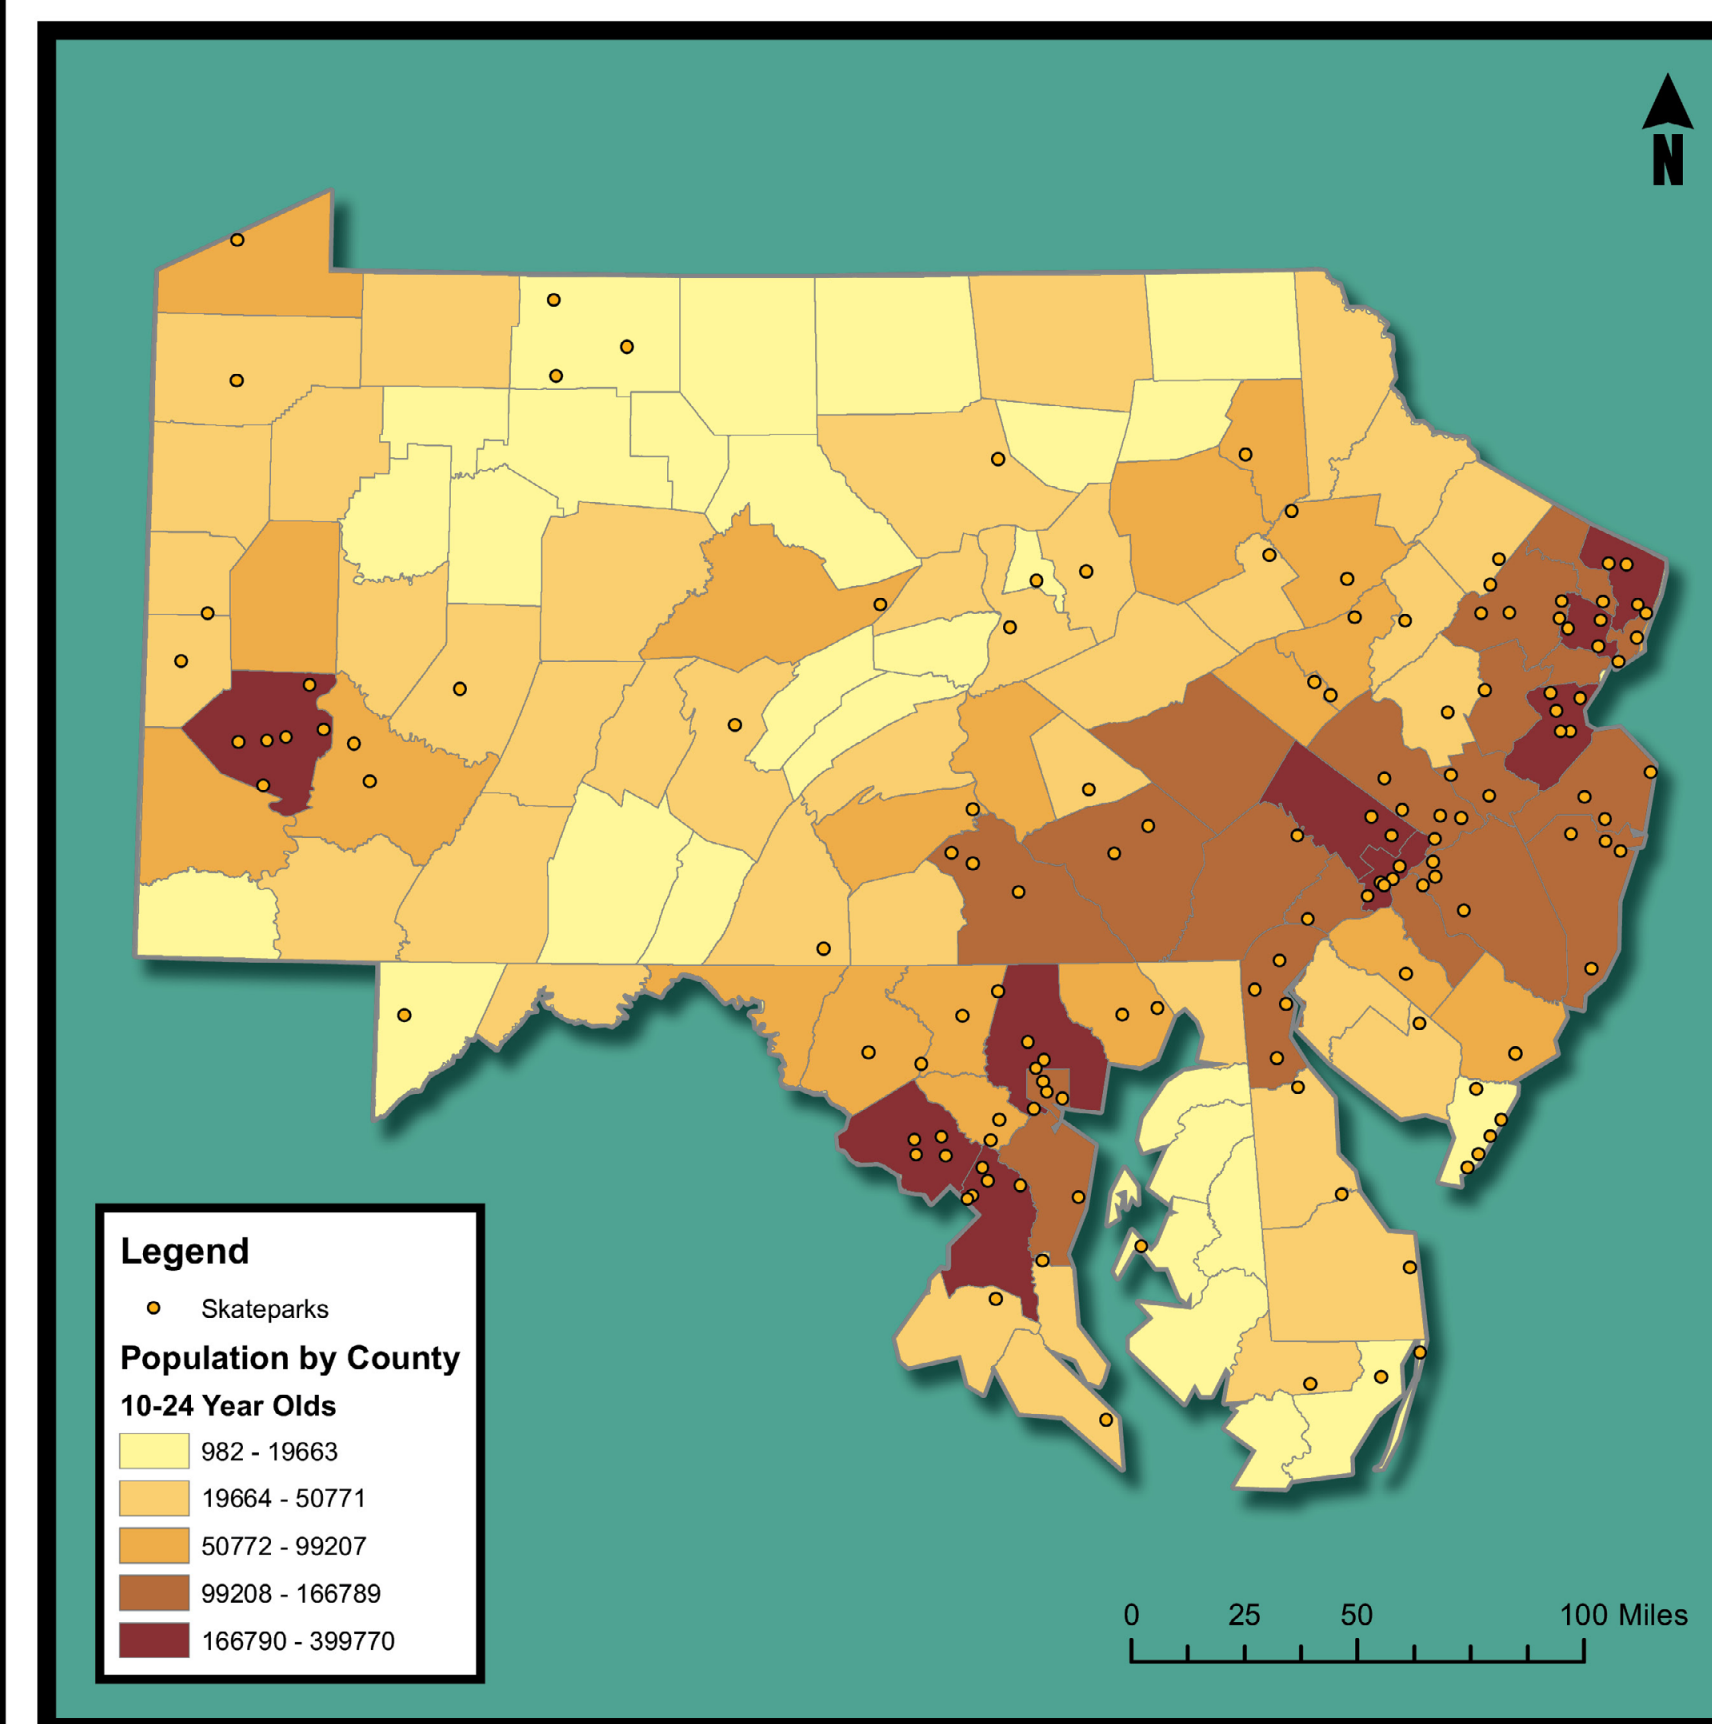 N
Legend
Skateparks
Population by County
10-24 Year Olds
982 - 19663
19664 - 50771
50772 - 99207
99208 - 166789
166790 - 399770
0 25 50 100 Miles